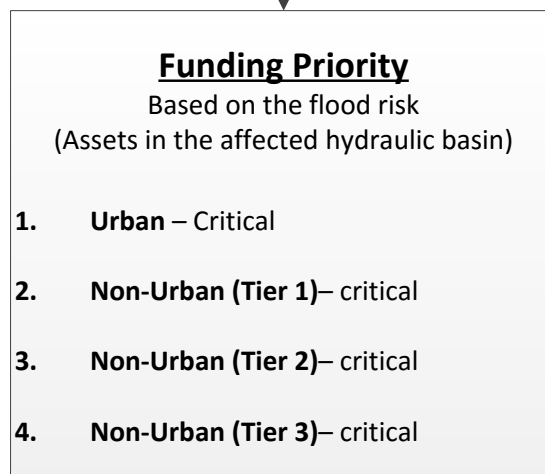 Funding Priority
Based on the flood risk
(Assets in the affected hydraulic basin)
1. Urban – Critical
2. Non-Urban (Tier 1)– critical
3. Non-Urban (Tier 2)– critical
4. Non-Urban (Tier 3)– critical